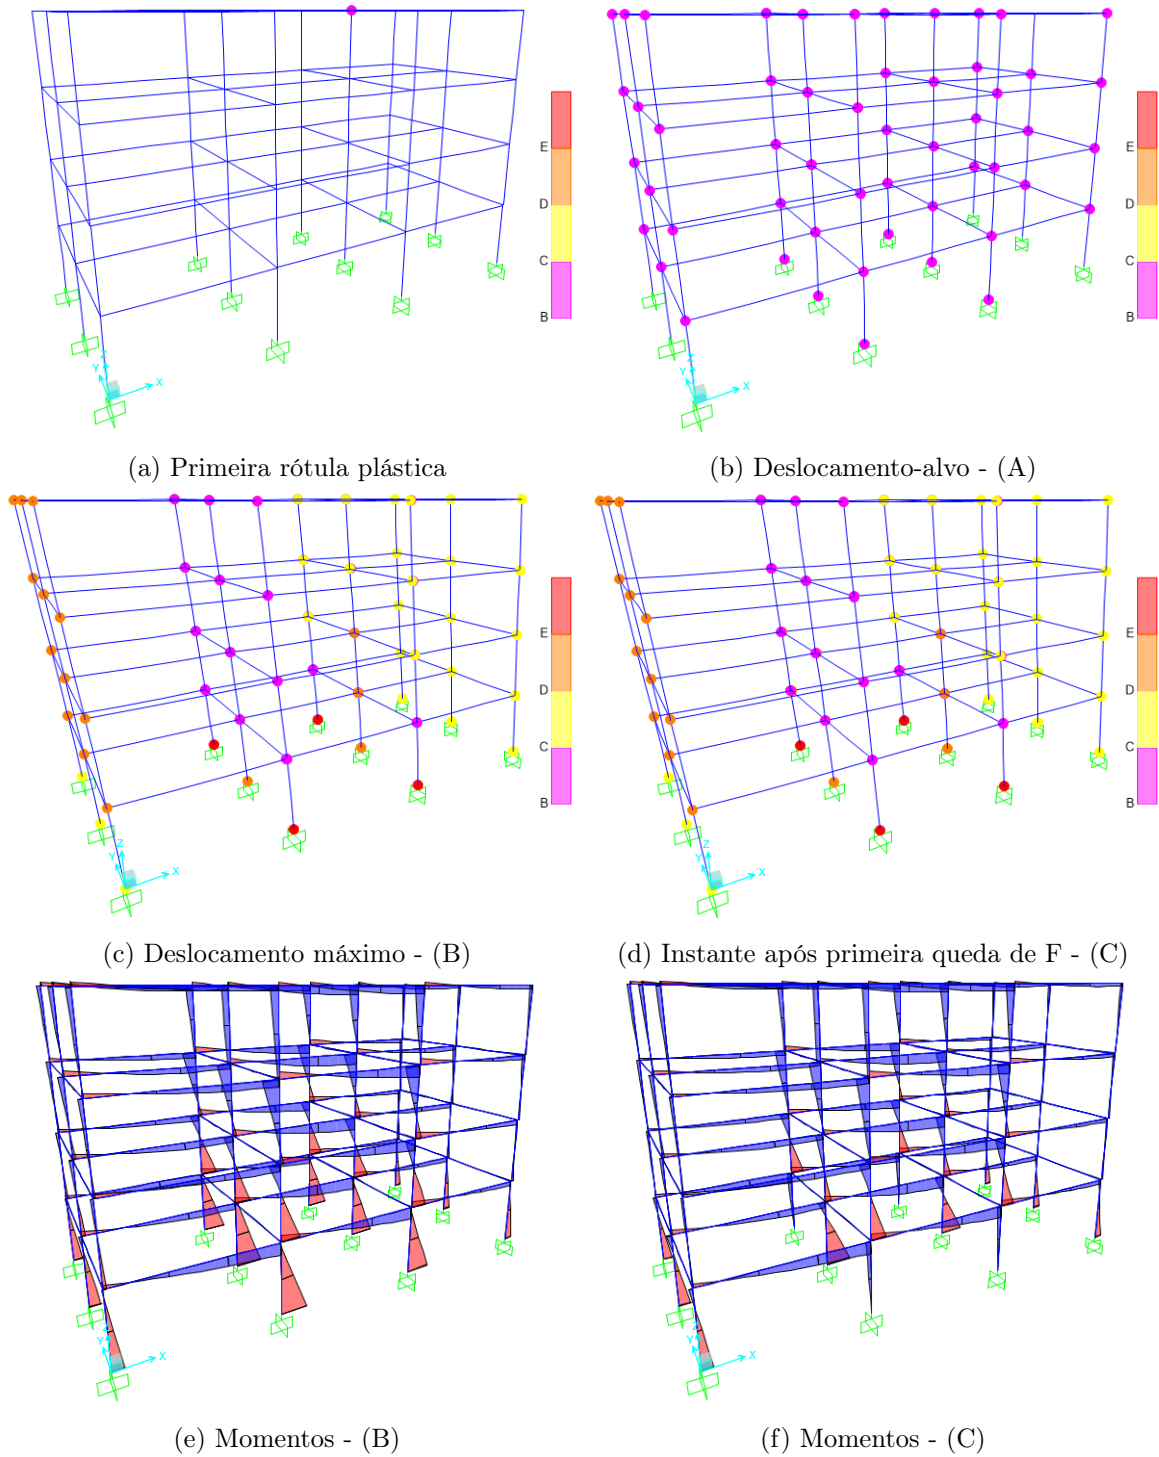 E
D
C
B
Z
Y
X
E
D
C
B
Z
Y
X
(a) Primeira rótula plástica
(b) Deslocamento-alvo - (A)
E
D
C
B
Z
Y
X
E
D
C
B
Z
Y
X
(c) Deslocamento máximo - (B)
(d) Instante após primeira queda de F - (C)
Z
Y
X
Z
Y
X
(e) Momentos - (B)
(f) Momentos - (C)